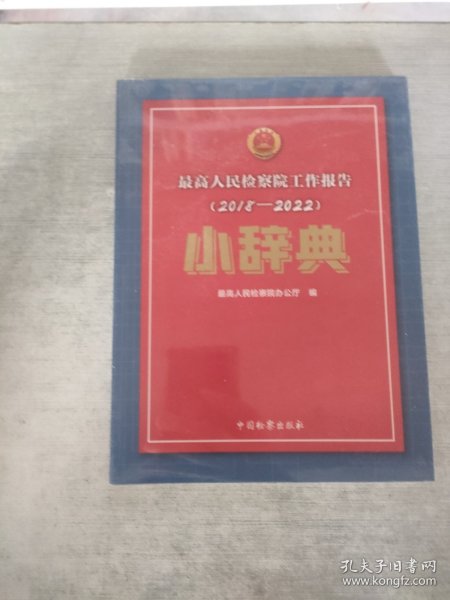 最高人民检察院工作报告
(2018—2022)
小辞典
最高人民检察院办公厅 编
中国检察出版社
孔夫子旧书网
www.kongfz.com